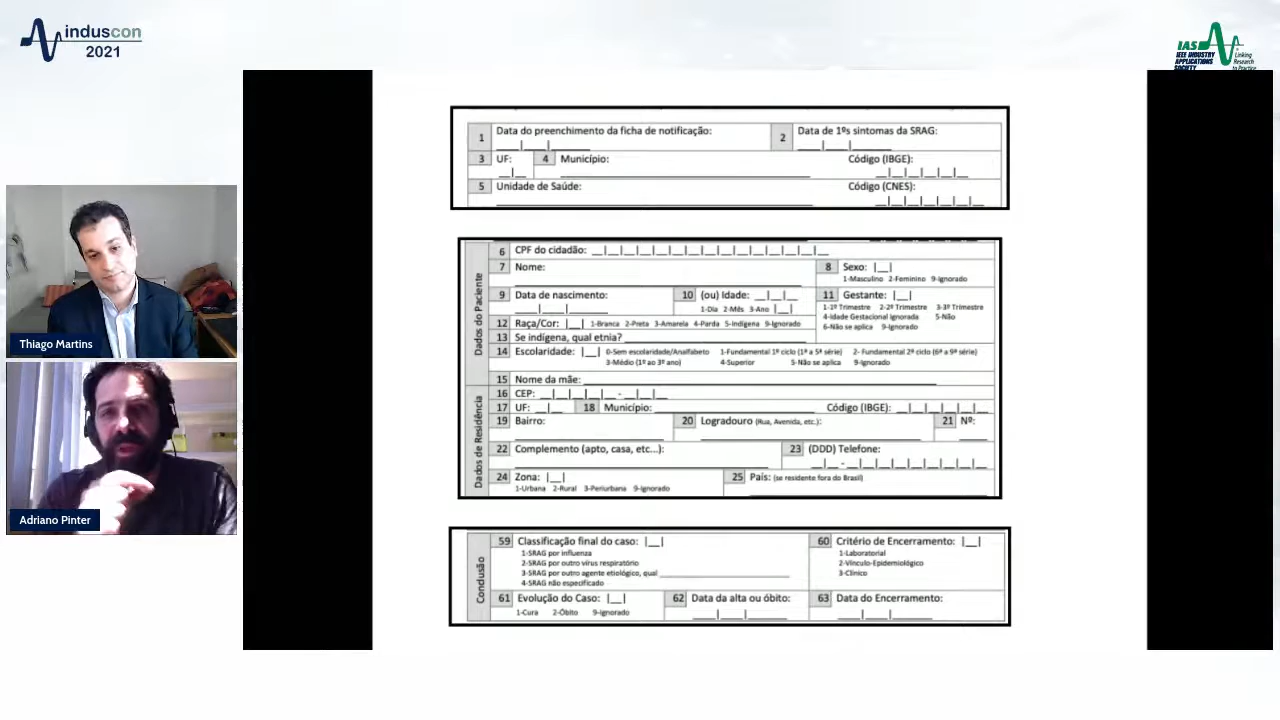 induscon
2021
IAS
IEEE INDUSTRY
APPLICATIONS
SOCIETY
Linking
Research
to Practice
1 Data do preenchimento da ficha de notificação: 2 Data de 1ºs sintomas da SRAG:
3 UF: 4 Município: Código (IBGE):
5 Unidade de Saúde: Código (CNES):
Dados do Paciente
6 CPF do cidadão:
7 Nome: 8 Sexo: |__|
1-Masculino 2-Feminino 9-Ignorado
9 Data de nascimento: 10 (ou) Idade: 11 Gestante: |__|
1-Dia 2-Mês 3-Ano |__| 1-1º Trimestre 2-2º Trimestre 3-3º Trimestre
4-Idade Gestacional Ignorada 5-Não
6-Não se aplica 9-Ignorado
12 Raça/Cor: |__| 1-Branca 2-Preta 3-Amarela 4-Parda 5-Indígena 9-Ignorado
13 Se indígena, qual etnia?
14 Escolaridade: |__| 0-Sem escolaridade/Analfabeto 1-Fundamental 1º ciclo (1ª a 5ª série) 2- Fundamental 2º ciclo (6ª a 9ª série)
3-Médio (1º ao 3º ano) 4-Superior 5-Não se aplica 9-Ignorado
15 Nome da mãe:
Dados de Residência
16 CEP:
17 UF: 18 Município: Código (IBGE):
19 Bairro: 20 Logradouro (Rua, Avenida, etc.): 21 Nº:
22 Complemento (apto, casa, etc...): 23 (DDD) Telefone:
24 Zona: |__| 25 País: (se residente fora do Brasil)
1-Urbana 2-Rural 3-Periurbana 9-Ignorado
Conclusão
59 Classificação final do caso: |__| 60 Critério de Encerramento: |__|
1-SRAG por influenza 1-Laboratorial
2-SRAG por outro vírus respiratório 2-Vínculo-Epidemiológico
3-SRAG por outro agente etiológico, qual 3-Clínico
4-SRAG não especificado
61 Evolução do Caso: |__| 62 Data da alta ou óbito: 63 Data do Encerramento:
1-Cura 2-Óbito 9-Ignorado
Thiago Martins
Adriano Pinter